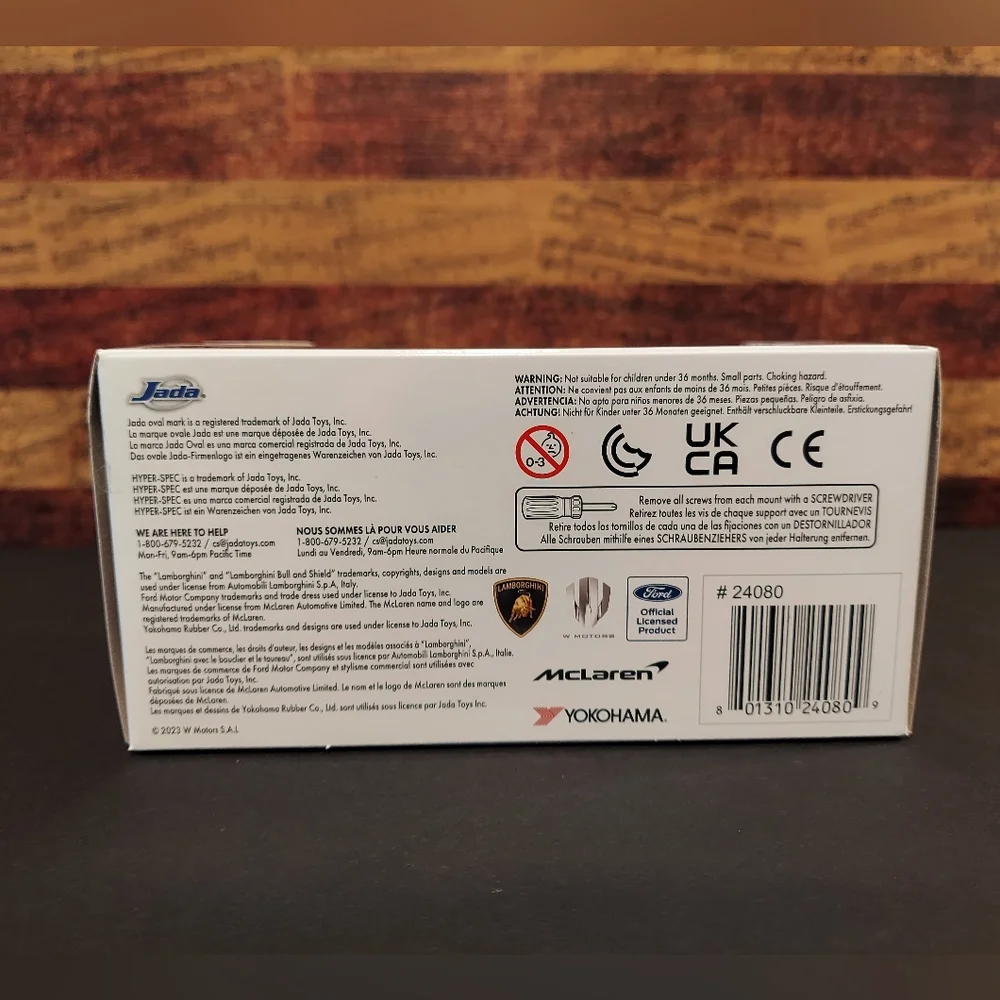 Jada
Jada oval mark is a registered trademark of Jada Toys, Inc.
La marque ovale Jada est une marque déposée de Jada Toys, Inc.
La marca Jada Oval es una marca comercial registrada de Jada Toys, Inc.
Das ovale Jada-Firmenlogo ist ein eingetragenes Warenzeichen von Jada Toys, Inc.
HYPER-SPEC is a trademark of Jada Toys, Inc.
HYPER-SPEC est une marque déposée de Jada Toys, Inc.
HYPER-SPEC es una marca comercial registrada de Jada Toys, Inc.
HYPER-SPEC ist ein Warenzeichen von Jada Toys, Inc.
WE ARE HERE TO HELP
1-800-679-5232 / cs@jadatoys.com
Mon-Fri, 9am-6pm Pacific Time
NOUS SOMMES LÀ POUR VOUS AIDER
1-800-679-5232 / cs@jadatoys.com
Lundi au Vendredi, 9am-6pm Heure normale du Pacifique
The "Lamborghini" and "Lamborghini Bull and Shield" trademarks, copyrights, designs and models are
used under license from Automobili Lamborghini S.p.A, Italy.
Ford Motor Company trademarks and trade dress used under license to Jada Toys, Inc.
Manufactured under license from McLaren Automotive Limited. The McLaren name and logo are
registered trademarks of McLaren.
Yokohama Rubber Co., Ltd. trademarks and designs are used under license to Jada Toys, Inc.
Les marques de commerce, les droits d'auteur, les designs et les modèles associés à "Lamborghini",
"Lamborghini avec le bouclier et le taureau", sont utilisés sous licence par Automobili Lamborghini S.p.A., Italie.
Les marques de commerce de Ford Motor Company et stylisme commercial sont utilisées avec
autorisation par Jada Toys, Inc.
Fabriqué sous licence de McLaren Automotive Limited. Le nom et le logo de McLaren sont des marques
déposées de McLaren.
Les marques et dessins de Yokohama Rubber Co., Ltd. sont utilisés sous licence par Jada Toys Inc.
© 2023 W Motors S.A.L
WARNING: Not suitable for children under 36 months. Small parts. Choking hazard.
ATTENTION: Ne convient pas aux enfants de moins de 36 mois. Petites pièces. Risque d'étouffement.
ADVERTENCIA: No apto para niños menores de 36 meses. Piezas pequeñas. Peligro de asfixia.
ACHTUNG! Nicht für Kinder unter 36 Monaten geeignet. Enthält verschluckbare Kleinteile. Erstickungsgefahr!
0-3
UK
CA
CE
Remove all screws from each mount with a SCREWDRIVER
Retirez toutes les vis de chaque support avec un TOURNEVIS
Retire todos los tornillos de cada una de las fijaciones con un DESTORNILLADOR
Alle Schrauben mithilfe eines SCHRAUBENZIEHERS von jeder Halterung entfernen.
LAMBORGHINI
W MOTORS
Ford
Official
Licensed
Product
McLaren
YOKOHAMA.
# 24080
8 01310 24080 9